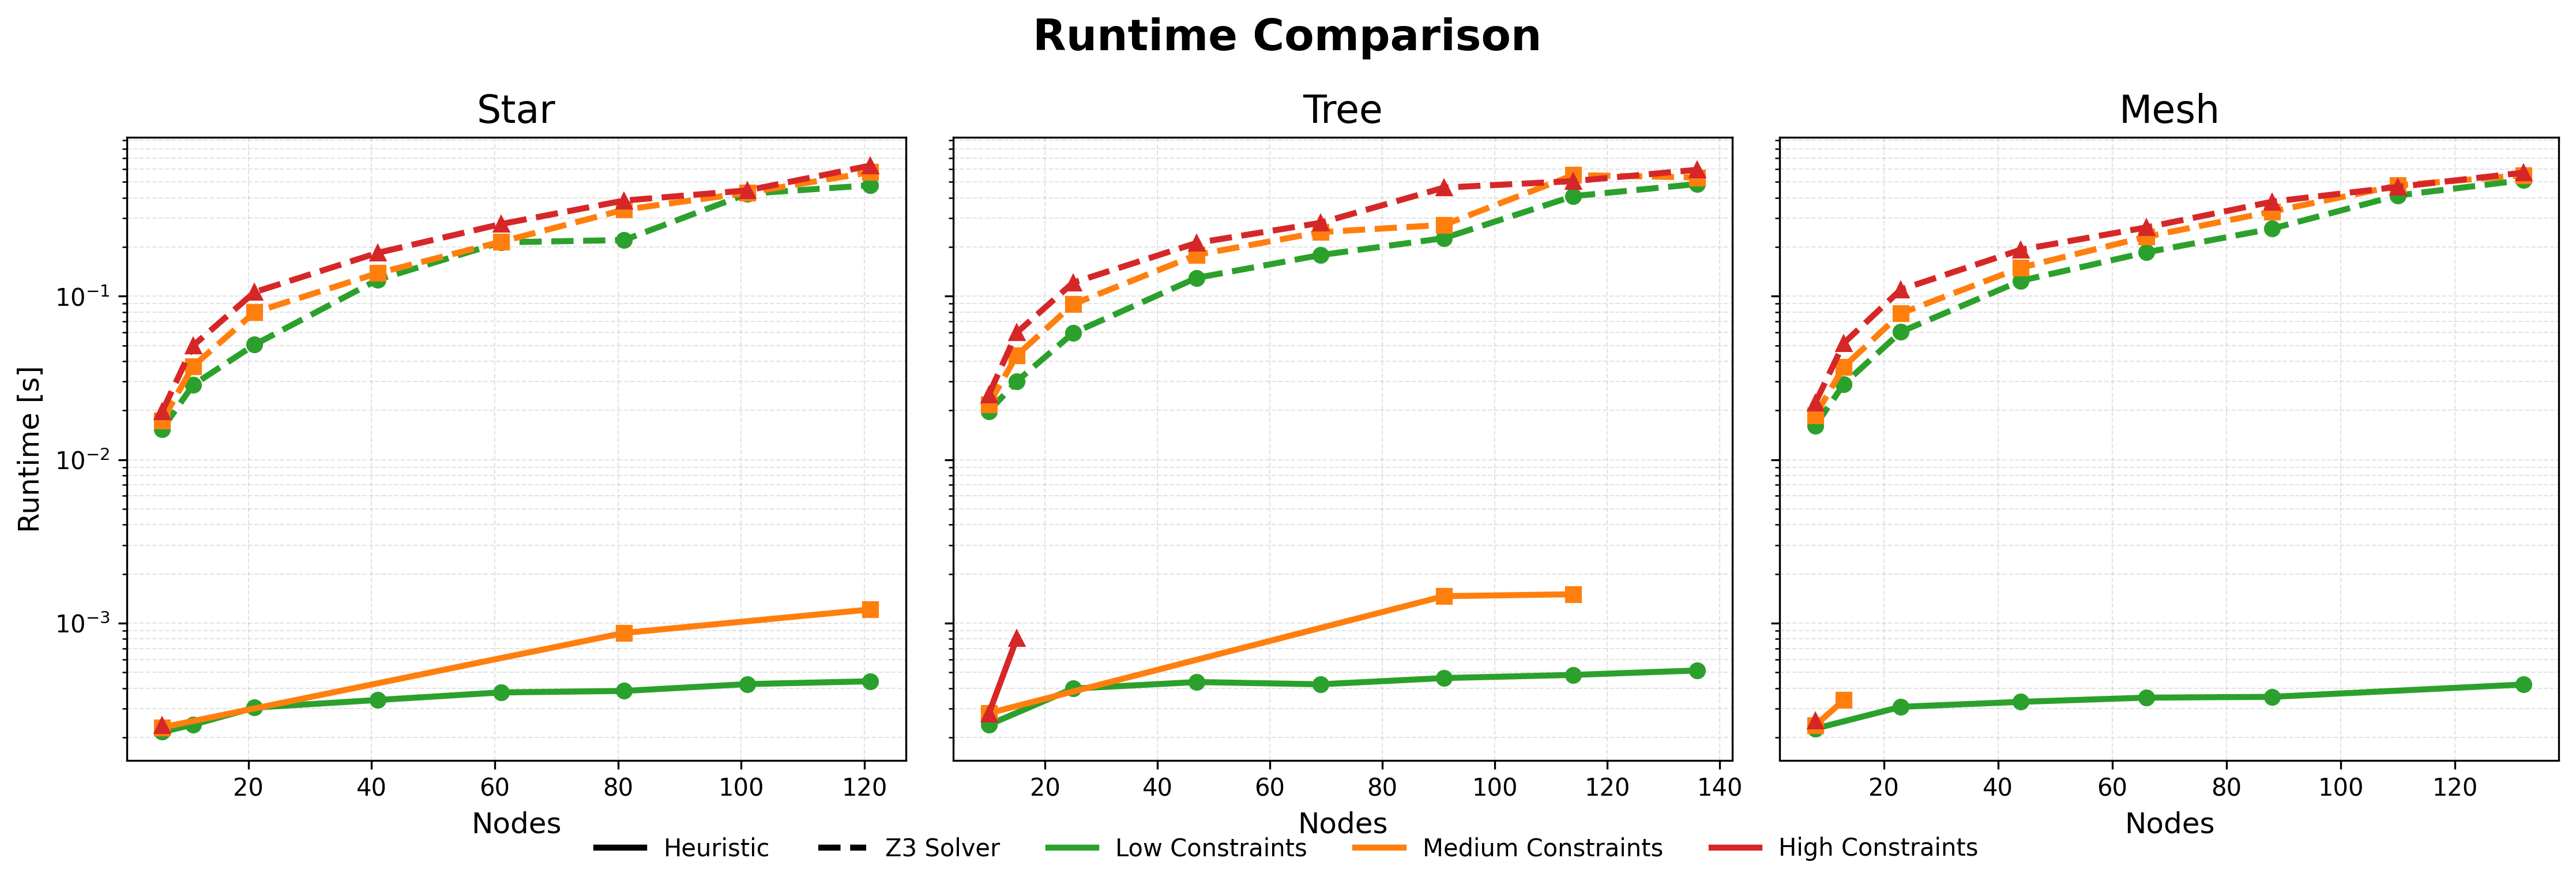 Runtime Comparison
Star
Tree
Mesh
Runtime [s]
10⁻¹
10⁻²
10⁻³
20 40 60 80 100 120
20 40 60 80 100 120 140
20 40 60 80 100 120
Nodes
Nodes
Nodes
Heuristic Z3 Solver Low Constraints Medium Constraints High Constraints